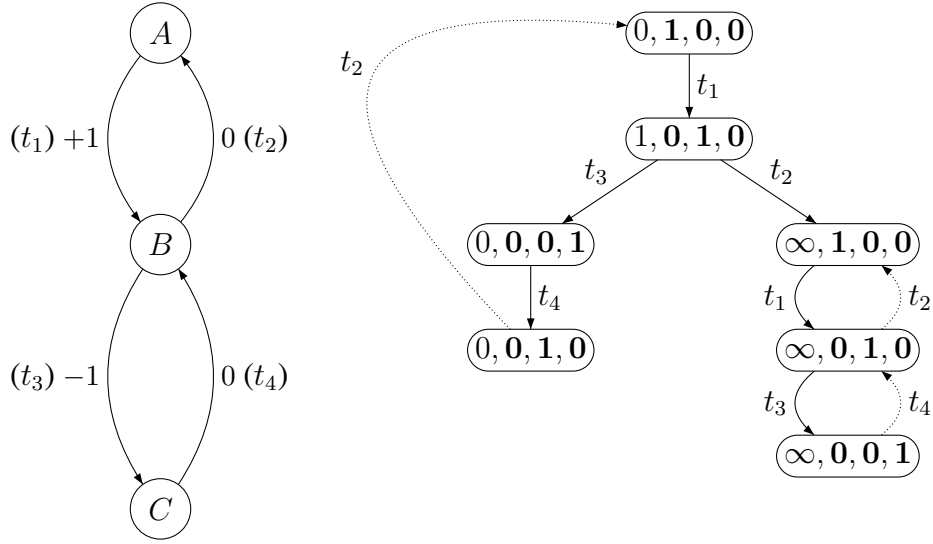 A
(t₁) +1
0 (t₂)
B
(t₃) −1
0 (t₄)
C
0, 1, 0, 0
t₂
t₁
1, 0, 1, 0
t₃
t₂
0, 0, 0, 1
∞, 1, 0, 0
t₄
t₁
t₂
0, 0, 1, 0
∞, 0, 1, 0
t₃
t₄
∞, 0, 0, 1